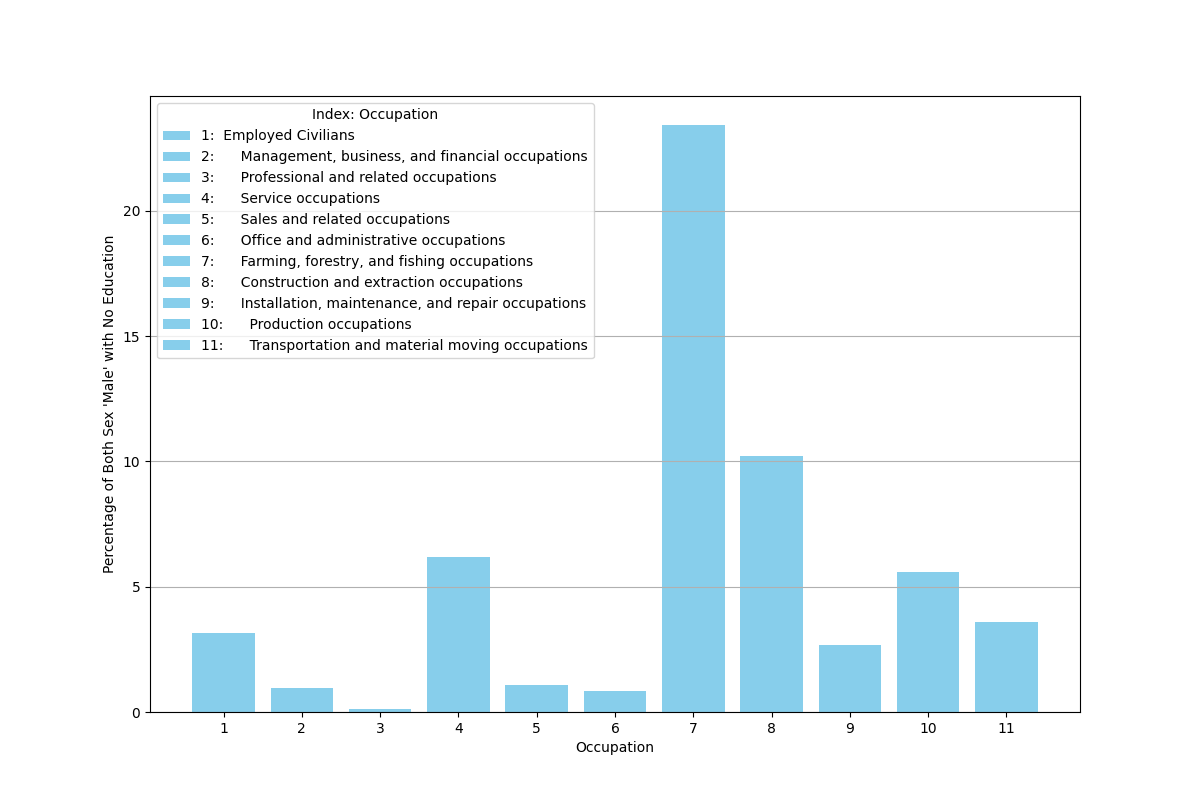 Index: Occupation
1: Employed Civilians
2: Management, business, and financial occupations
3: Professional and related occupations
4: Service occupations
5: Sales and related occupations
6: Office and administrative occupations
7: Farming, forestry, and fishing occupations
8: Construction and extraction occupations
9: Installation, maintenance, and repair occupations
10: Production occupations
11: Transportation and material moving occupations
Percentage of Both Sex 'Male' with No Education
20
15
10
5
0
1 2 3 4 5 6 7 8 9 10 11
Occupation